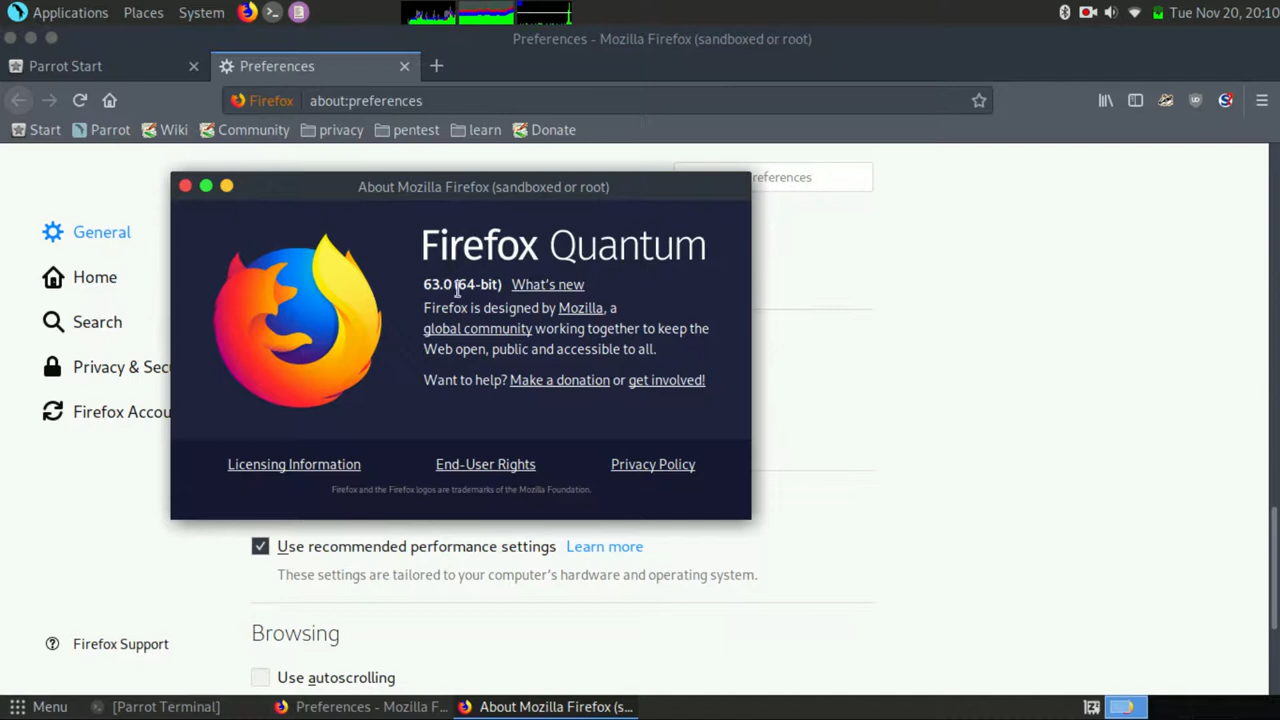 Applications Places System Tue Nov 20, 20:10
Preferences - Mozilla Firefox (sandboxed or root)
Parrot Start Preferences
Firefox about:preferences
Start Parrot Wiki Community privacy pentest learn Donate
references
About Mozilla Firefox (sandboxed or root)
General
Home
Search
Privacy & Sec
Firefox Accou
Firefox Quantum
63.0 (64-bit) What's new
Firefox is designed by Mozilla, a
global community working together to keep the
Web open, public and accessible to all.
Want to help? Make a donation or get involved!
Licensing Information End-User Rights Privacy Policy
Firefox and the Firefox logos are trademarks of the Mozilla Foundation.
Use recommended performance settings Learn more
These settings are tailored to your computer's hardware and operating system.
Browsing
Firefox Support
Use autoscrolling
Menu [Parrot Terminal] Preferences - Mozilla F... About Mozilla Firefox (s...